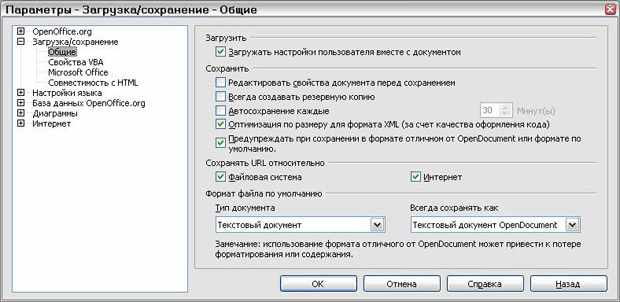 Параметры - Загрузка/сохранение - Общие
OpenOffice.org
Загрузка/сохранение
Общие
Свойства VBA
Microsoft Office
Совместимость с HTML
Настройки языка
База данных OpenOffice.org
Диаграммы
Интернет
Загрузить
Загружать настройки пользователя вместе с документом
Сохранить
Редактировать свойства документа перед сохранением
Всегда создавать резервную копию
Автосохранение каждые 30 Минут(ы)
Оптимизация по размеру для формата XML (за счет качества оформления кода)
Предупреждать при сохранении в формате отличном от OpenDocument или формате по
умолчанию.
Сохранять URL относительно
Файловая система Интернет
Формат файла по умолчанию
Тип документа Всегда сохранять как
Текстовый документ Текстовый документ OpenDocument
Замечание: использование формата отличного от OpenDocument может привести к потере
форматирования или содержания.
OK Отмена Справка Назад